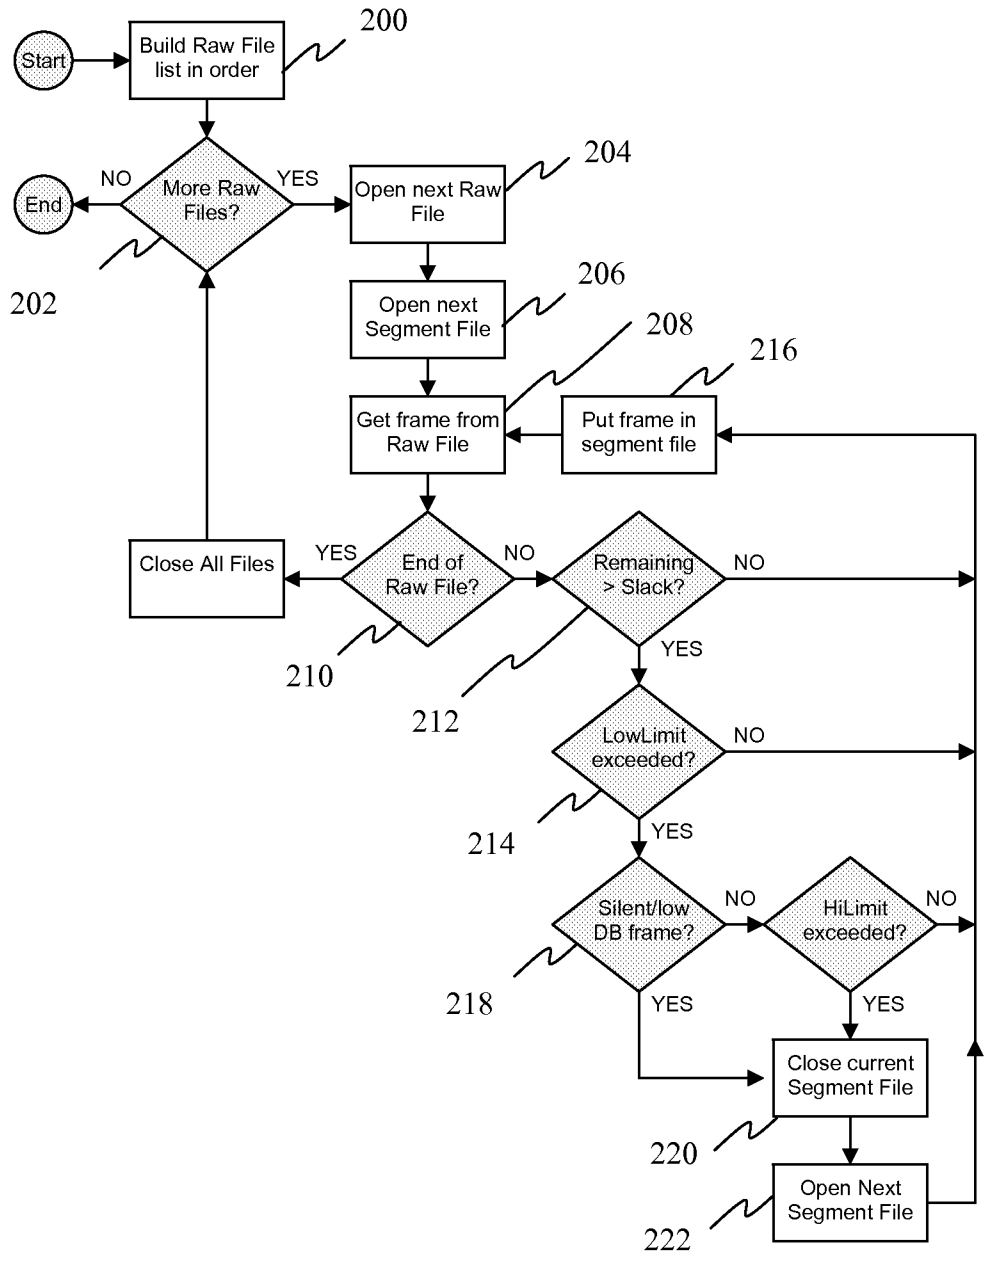 200
Start
Build Raw File
list in order
204
NO
YES
End
More Raw
Files?
Open next Raw
File
202
206
Open next
Segment File
208
216
Get frame from
Raw File
Put frame in
segment file
Close All Files
YES
End of
Raw File?
NO
Remaining
> Slack?
NO
210
YES
212
LowLimit
exceeded?
NO
214
YES
Silent/low
DB frame?
NO
HiLimit
exceeded?
NO
218
YES
YES
Close current
Segment File
220
Open Next
Segment File
222